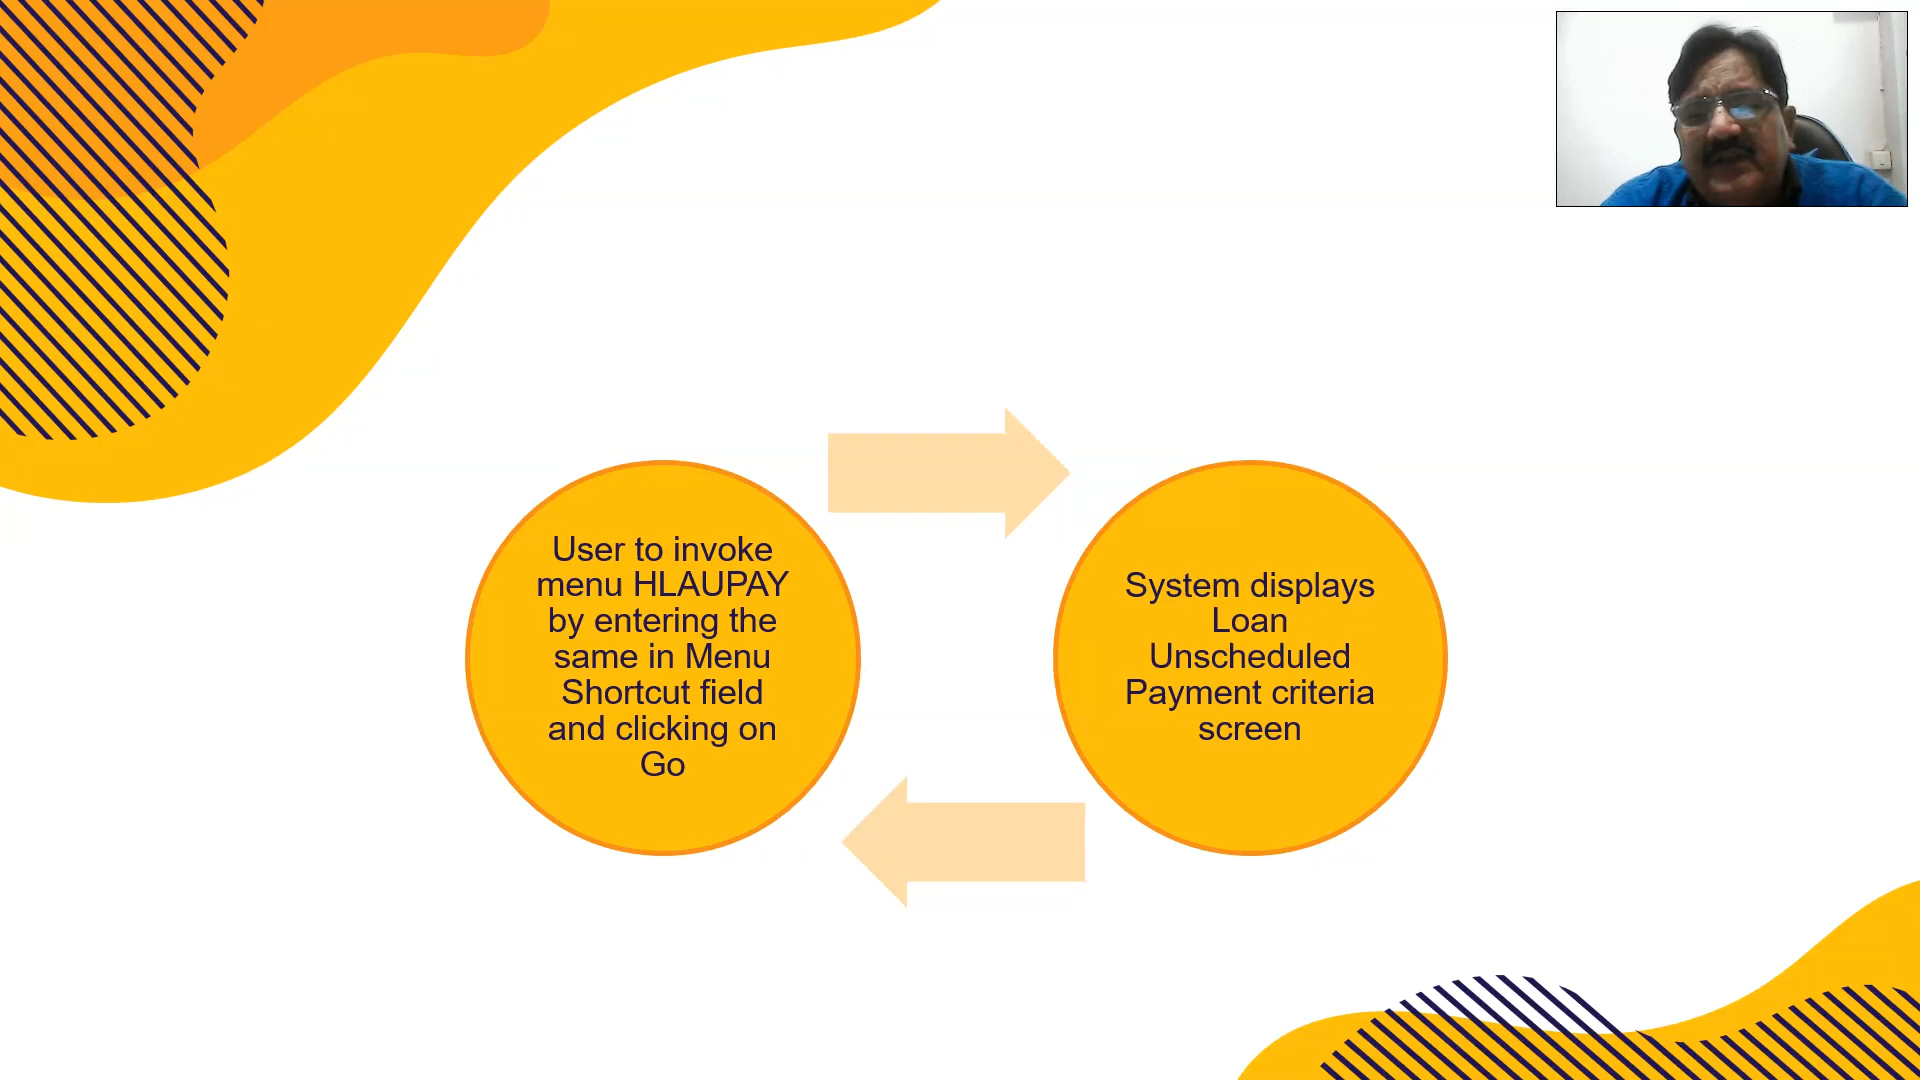 User to invoke
menu HLAUPAY
by entering the
same in Menu
Shortcut field
and clicking on
Go
System displays
Loan
Unscheduled
Payment criteria
screen